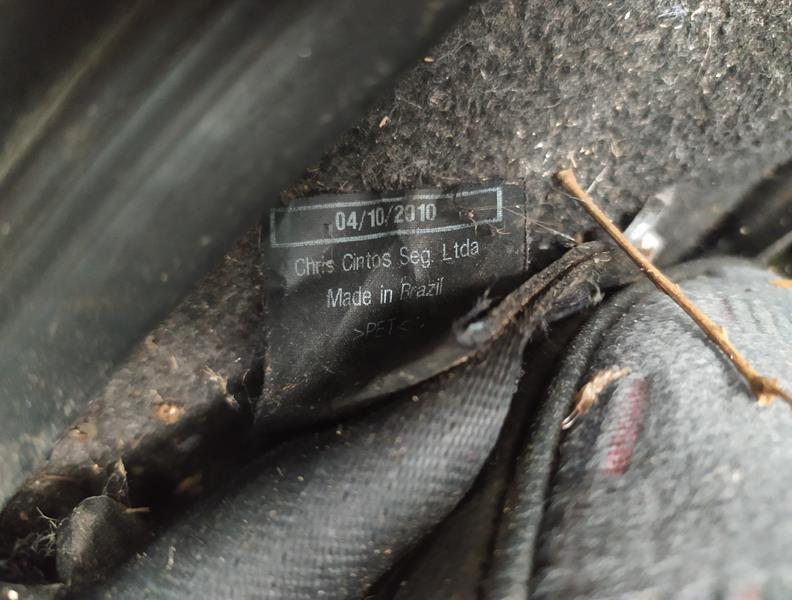 04/10/2010
Chris Cintos Seg. Ltda
Made in Brazil
>PET<